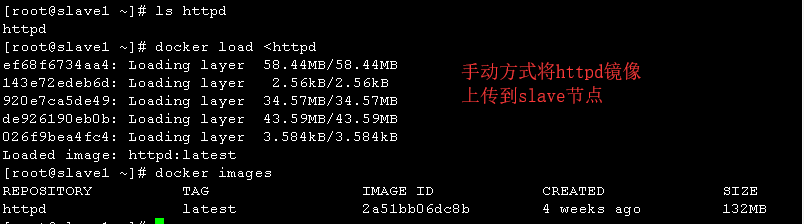 [root@slave1 ~]# ls httpd
httpd
[root@slave1 ~]# docker load <httpd
ef68f6734aa4: Loading layer  58.44MB/58.44MB
143e72edeb6d: Loading layer   2.56kB/2.56kB
920e7ca5de49: Loading layer  34.57MB/34.57MB
de926190eb0b: Loading layer  43.59MB/43.59MB
026f9bea4fc4: Loading layer  3.584kB/3.584kB
Loaded image: httpd:latest
手动方式将httpd镜像
上传到slave节点
[root@slave1 ~]# docker images
REPOSITORY TAG IMAGE ID CREATED SIZE
httpd latest 2a51bb06dc8b 4 weeks ago 132MB
[root@slave1 ~]#